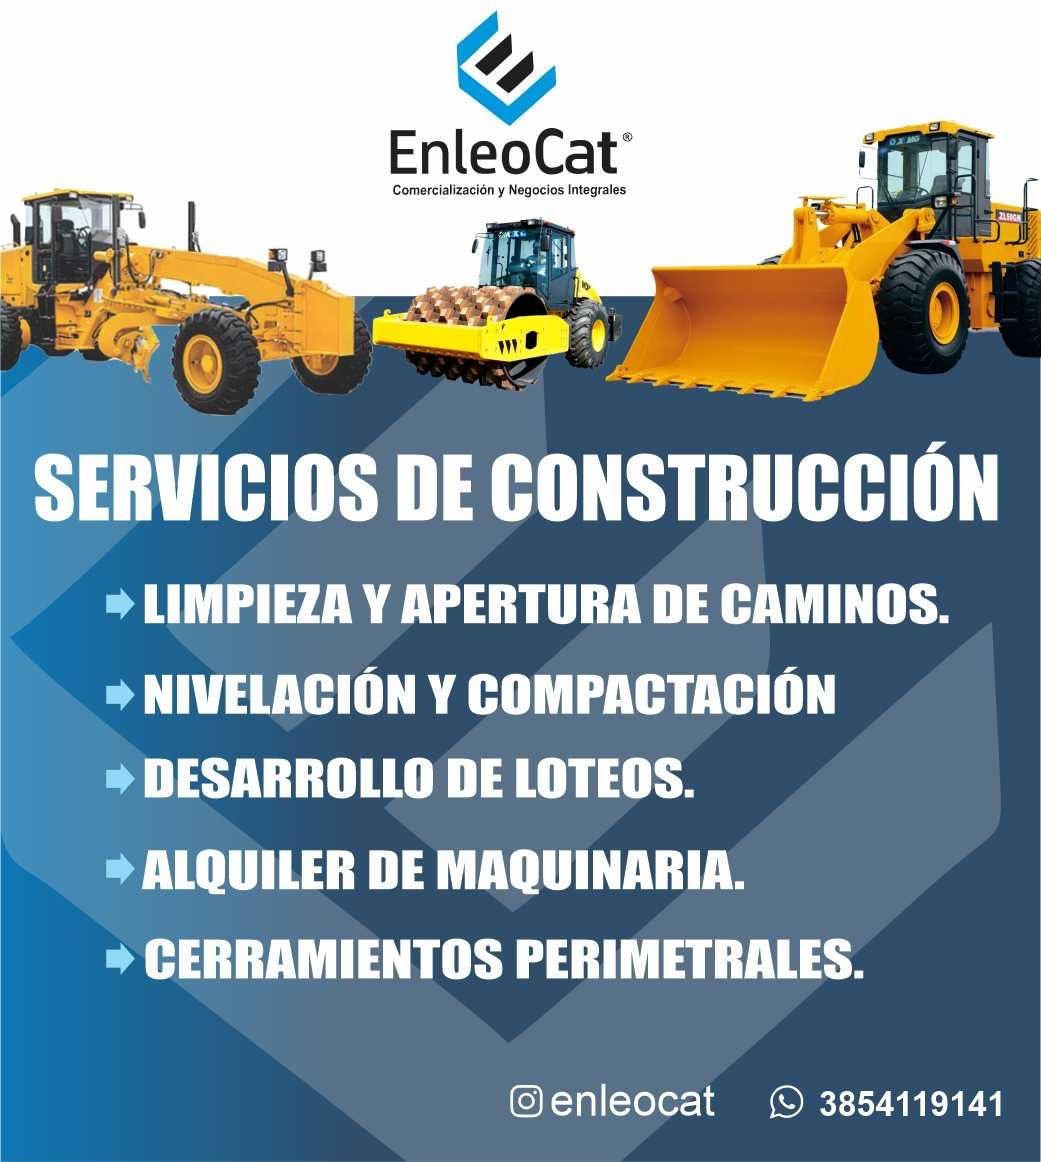 EnleoCat®
Comercialización y Negocios Integrales
ZL50GN
SERVICIOS DE CONSTRUCCIÓN
LIMPIEZA Y APERTURA DE CAMINOS.
NIVELACIÓN Y COMPACTACIÓN
DESARROLLO DE LOTEOS.
ALQUILER DE MAQUINARIA.
CERRAMIENTOS PERIMETRALES.
enleocat
3854119141